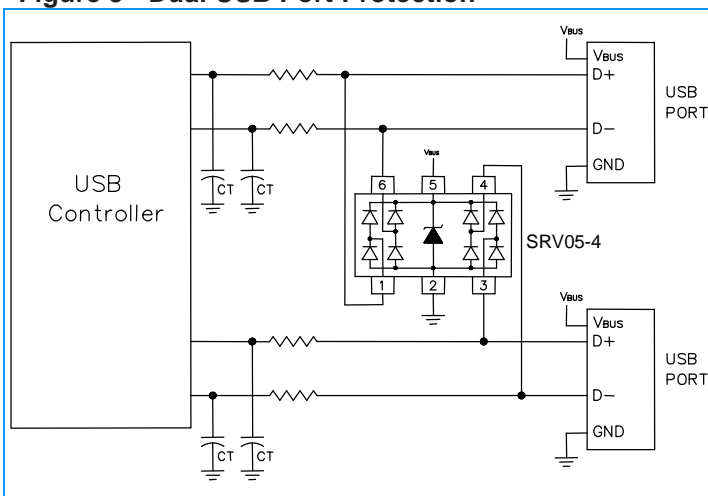 Figure 3 - Dual USB Port Protection
VBUS
VBUS
D+
USB
PORT
D-
GND
CT
CT
USB
Controller
VBUS
6
5
4
SRV05-4
1
2
3
VBUS
VBUS
D+
USB
PORT
D-
GND
CT
CT